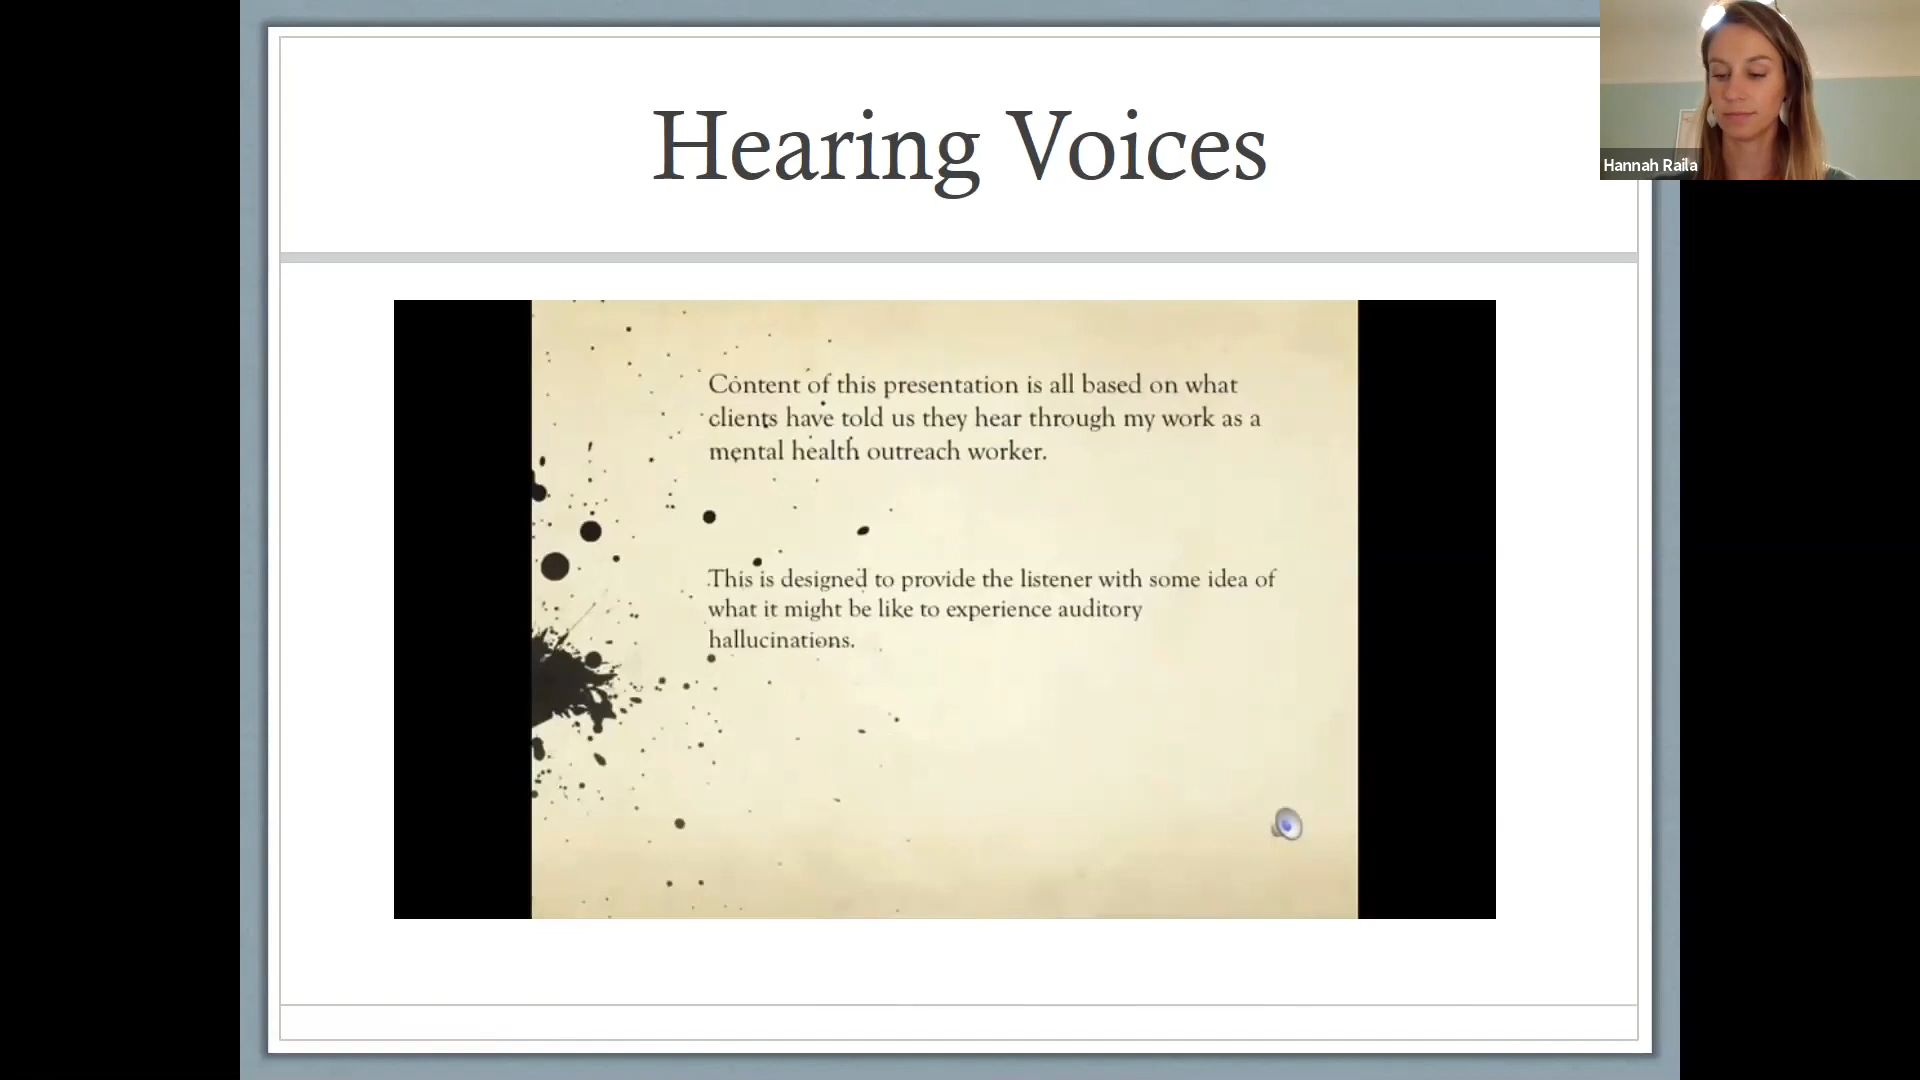 Hearing Voices
Hannah Raila
Content of this presentation is all based on what
clients have told us they hear through my work as a
mental health outreach worker.
This is designed to provide the listener with some idea of
what it might be like to experience auditory
hallucinations.